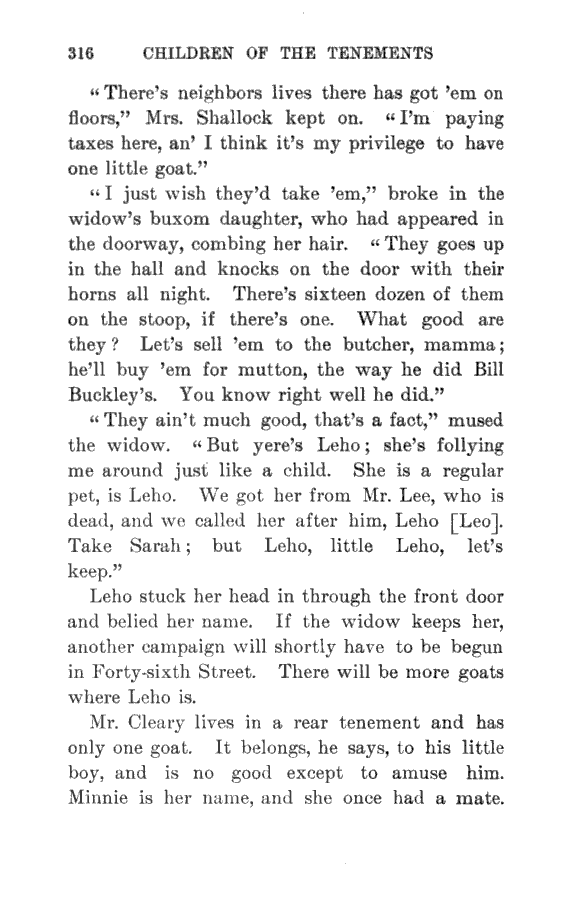 316 CHILDREN OF THE TENEMENTS
“There’s neighbors lives there has got ’em on
floors,” Mrs. Shallock kept on. “I’m paying
taxes here, an’ I think it’s my privilege to have
one little goat.”
“I just wish they’d take ’em,” broke in the
widow’s buxom daughter, who had appeared in
the doorway, combing her hair. “They goes up
in the hall and knocks on the door with their
horns all night. There’s sixteen dozen of them
on the stoop, if there’s one. What good are
they? Let’s sell ’em to the butcher, mamma;
he’ll buy ’em for mutton, the way he did Bill
Buckley’s. You know right well he did.”
“They ain’t much good, that’s a fact,” mused
the widow. “But yere’s Leho; she’s follying
me around just like a child. She is a regular
pet, is Leho. We got her from Mr. Lee, who is
dead, and we called her after him, Leho [Leo].
Take Sarah; but Leho, little Leho, let’s
keep.”
Leho stuck her head in through the front door
and belied her name. If the widow keeps her,
another campaign will shortly have to be begun
in Forty-sixth Street. There will be more goats
where Leho is.
Mr. Cleary lives in a rear tenement and has
only one goat. It belongs, he says, to his little
boy, and is no good except to amuse him.
Minnie is her name, and she once had a mate.